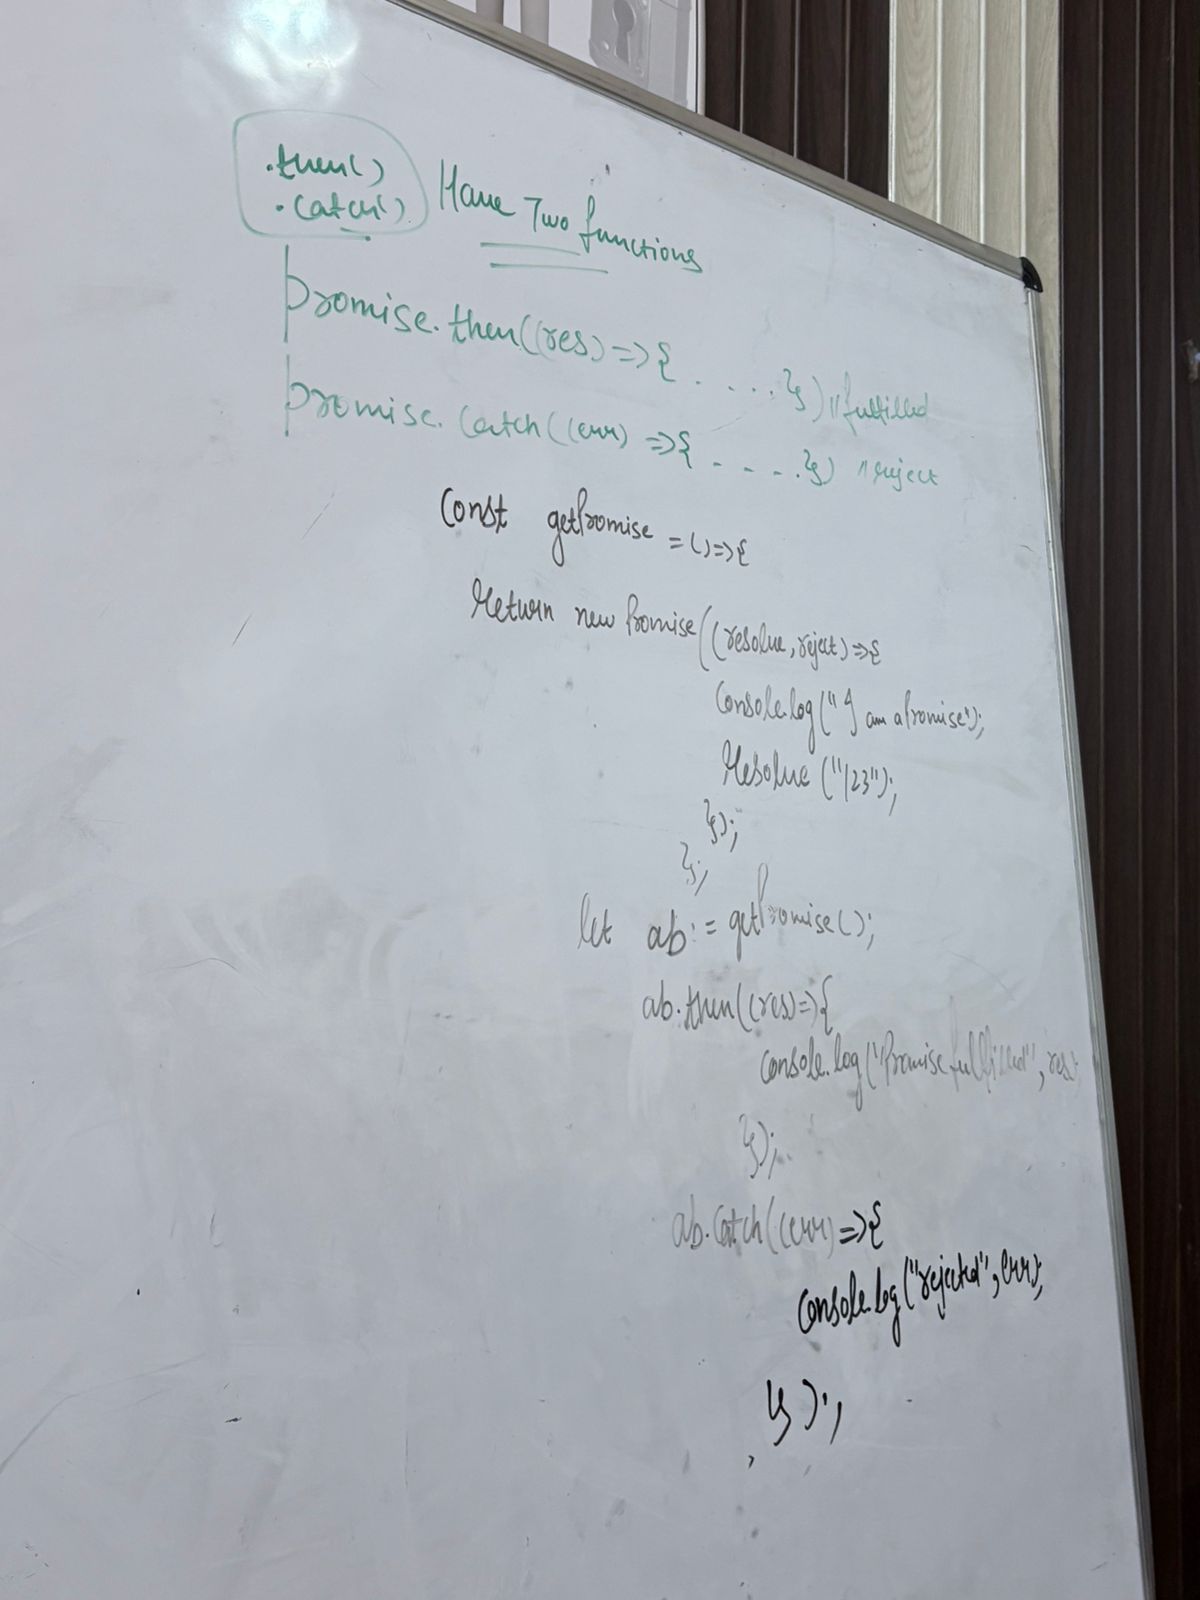 .then()
.catch()
Have Two functions
promise.then((res)=>{ . . . . . }) //fulfilled
promise.catch((err) =>{ . - - . . }) //reject
Const getPromise = ()=>{
Return new Promise((resolve, reject)=>{
Console.log("I am a Promise");
Resolve ("123");
});
};
let ab = getPromise();
ab.then((res)=>{
console.log("Promise fulfilled", res)
});
ab.catch((err) =>{
console.log("rejected", err);
});